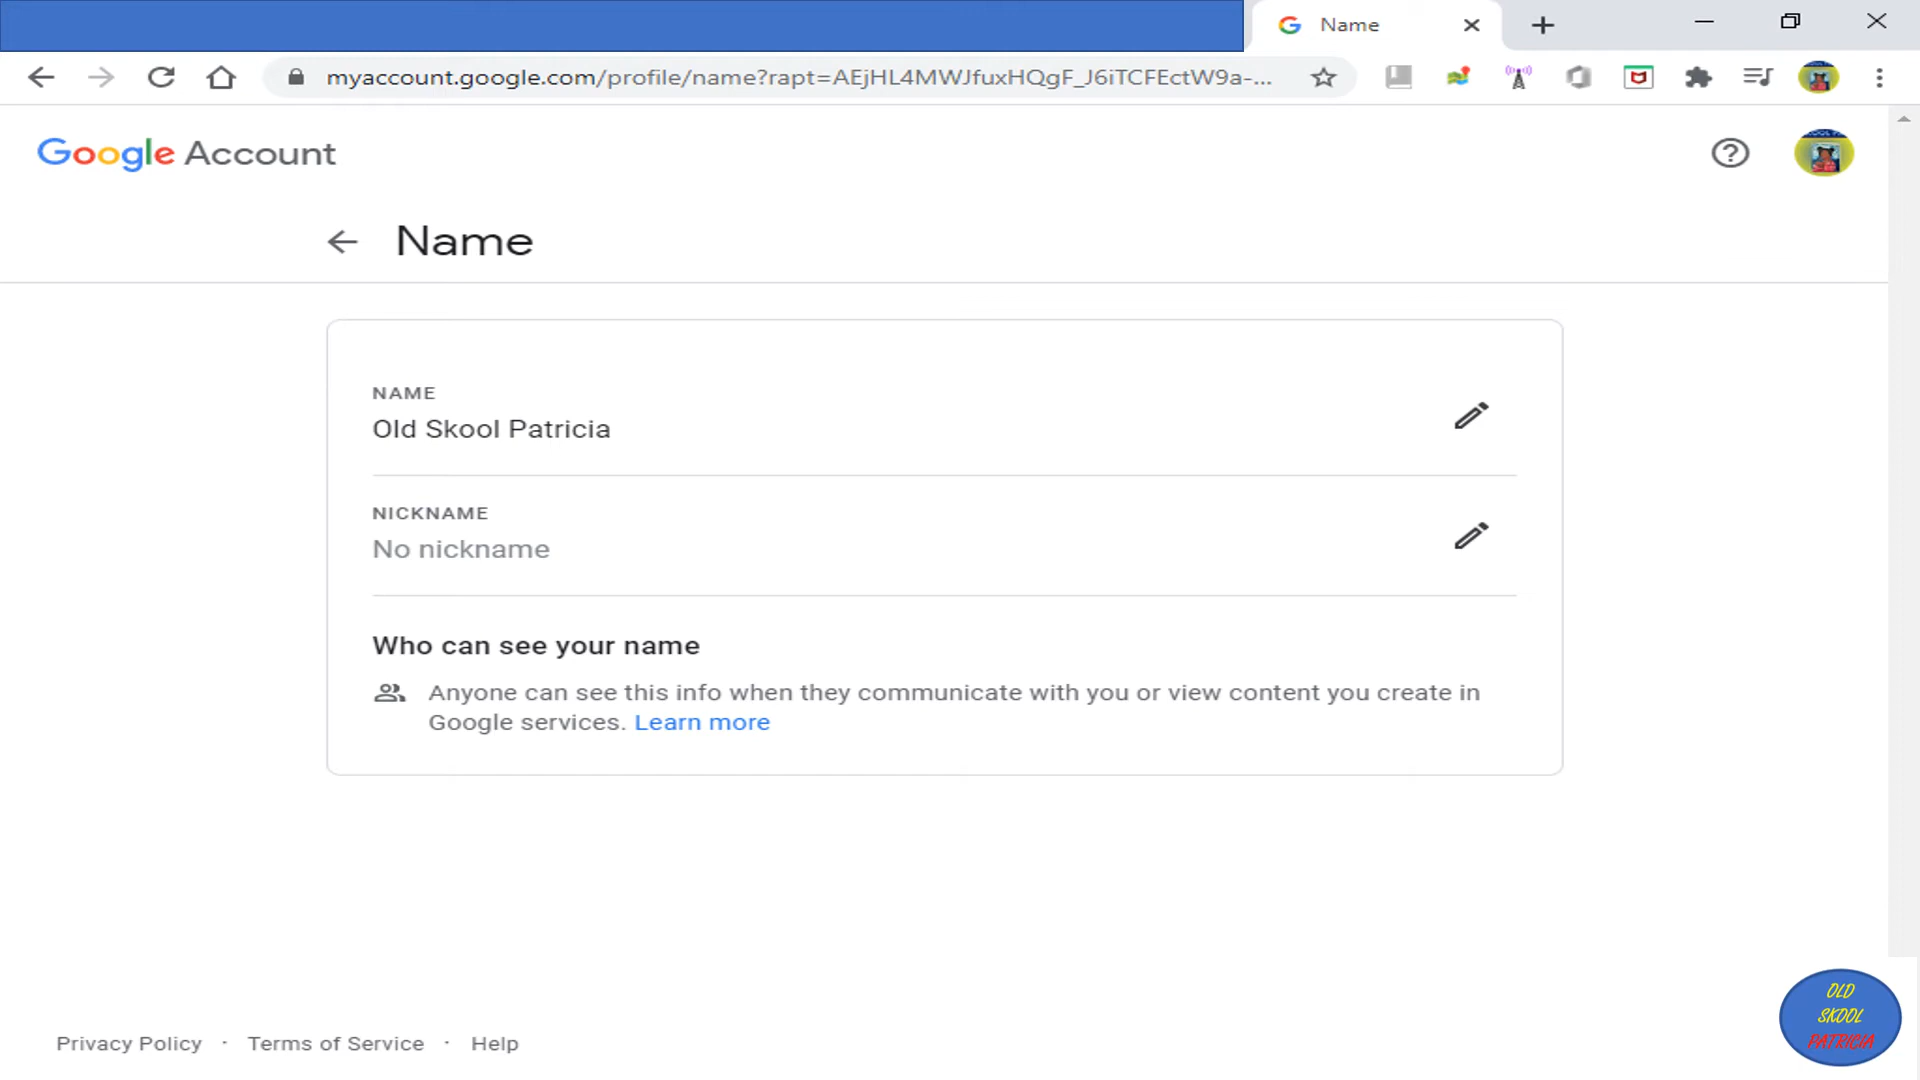 Name
myaccount.google.com/profile/name?rapt=AEjHL4MWJfuxHQgF_J6iTCFEctW9a-...
Google Account
Name
NAME
Old Skool Patricia
NICKNAME
No nickname
Who can see your name
Anyone can see this info when they communicate with you or view content you create in
Google services. Learn more
OLD
SKOOL
PATRICIA
Privacy Policy · Terms of Service · Help